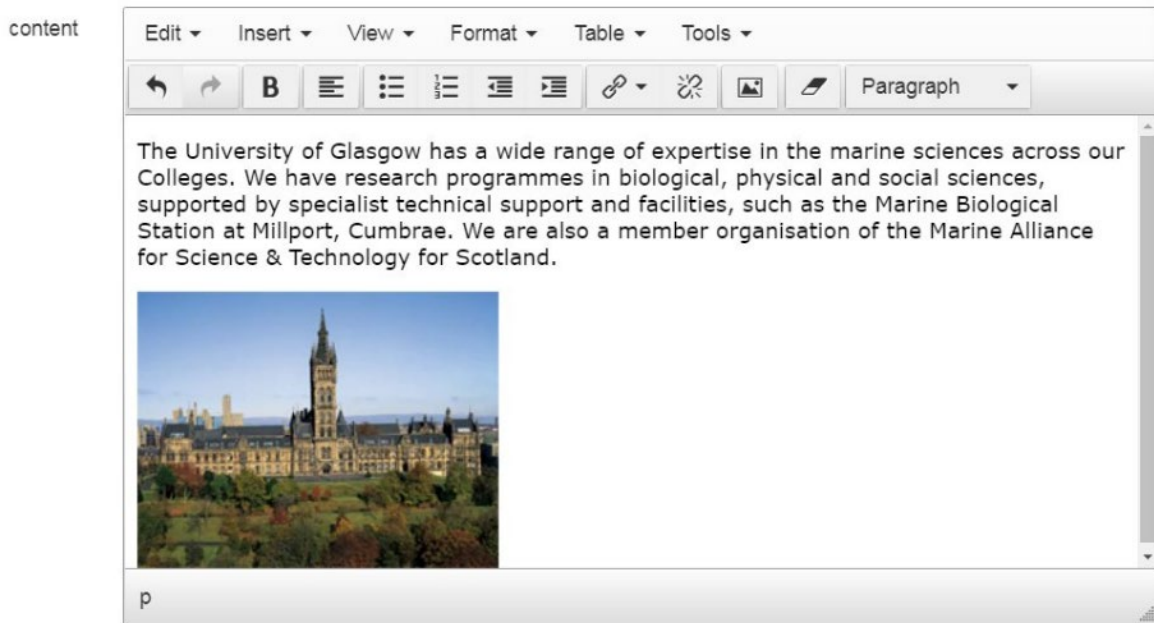 content
Edit Insert View Format Table Tools
B Paragraph
The University of Glasgow has a wide range of expertise in the marine sciences across our
Colleges. We have research programmes in biological, physical and social sciences,
supported by specialist technical support and facilities, such as the Marine Biological
Station at Millport, Cumbrae. We are also a member organisation of the Marine Alliance
for Science & Technology for Scotland.
p